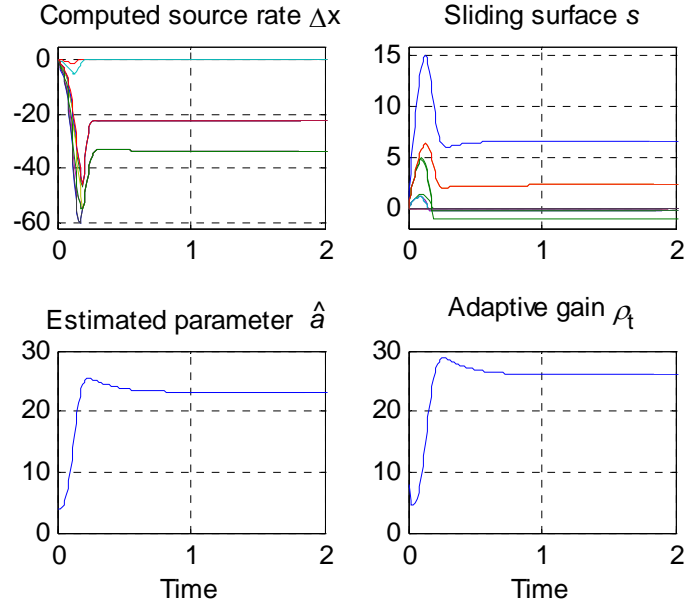 Computed source rate Δx
0
-20
-40
-60
0 1 2
Sliding surface s
15
10
5
0
0 1 2
Estimated parameter â
30
20
10
0
0 1 2
Time
Adaptive gain ρt
30
20
10
0
0 1 2
Time